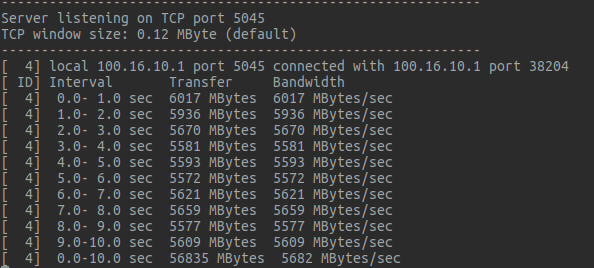 ------------------------------------------------------------
Server listening on TCP port 5045
TCP window size: 0.12 MByte (default)
------------------------------------------------------------
[  4] local 100.16.10.1 port 5045 connected with 100.16.10.1 port 38204
[ ID] Interval       Transfer     Bandwidth
[  4]  0.0- 1.0 sec  6017 MBytes  6017 MBytes/sec
[  4]  1.0- 2.0 sec  5936 MBytes  5936 MBytes/sec
[  4]  2.0- 3.0 sec  5670 MBytes  5670 MBytes/sec
[  4]  3.0- 4.0 sec  5581 MBytes  5581 MBytes/sec
[  4]  4.0- 5.0 sec  5593 MBytes  5593 MBytes/sec
[  4]  5.0- 6.0 sec  5572 MBytes  5572 MBytes/sec
[  4]  6.0- 7.0 sec  5621 MBytes  5621 MBytes/sec
[  4]  7.0- 8.0 sec  5659 MBytes  5659 MBytes/sec
[  4]  8.0- 9.0 sec  5577 MBytes  5577 MBytes/sec
[  4]  9.0-10.0 sec  5609 MBytes  5609 MBytes/sec
[  4]  0.0-10.0 sec  56835 MBytes  5682 MBytes/sec